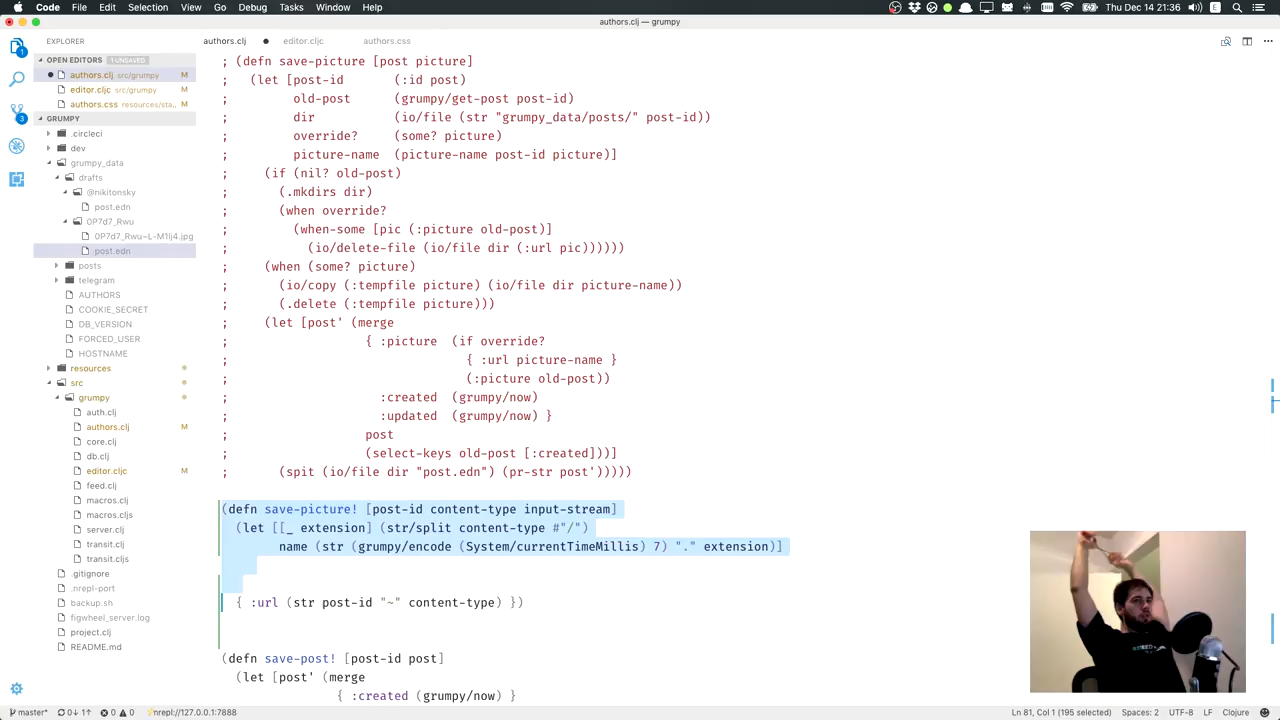 Code File Edit Selection View Go Debug Tasks Window Help
Thu Dec 14 21:36
authors.clj — grumpy
EXPLORER
authors.clj
editor.cljc
authors.css
OPEN EDITORS 1 UNSAVED
authors.clj src/grumpy M
editor.cljc src/grumpy M
authors.css resources/sta... M
GRUMPY
.circleci
dev
grumpy_data
drafts
@nikitonsky
post.edn
0P7d7_Rwu
0P7d7_Rwu~L-M1Ij4.jpg
post.edn
posts
telegram
AUTHORS
COOKIE_SECRET
DB_VERSION
FORCED_USER
HOSTNAME
resources
src
grumpy
auth.clj
authors.clj M
core.clj
db.clj
editor.cljc M
feed.clj
macros.clj
macros.cljs
server.clj
transit.clj
transit.cljs
.gitignore
.nrepl-port
backup.sh
figwheel_server.log
project.clj
README.md
; (defn save-picture [post picture]
;   (let [post-id       (:id post)
;         old-post      (grumpy/get-post post-id)
;         dir           (io/file (str "grumpy_data/posts/" post-id))
;         override?     (some? picture)
;         picture-name  (picture-name post-id picture)]
;     (if (nil? old-post)
;       (.mkdirs dir)
;       (when override?
;         (when-some [pic (:picture old-post)]
;           (io/delete-file (io/file dir (:url pic))))))
;     (when (some? picture)
;       (io/copy (:tempfile picture) (io/file dir picture-name))
;       (.delete (:tempfile picture)))
;     (let [post' (merge
;                   { :picture  (if override?
;                                 { :url picture-name }
;                                 (:picture old-post))
;                     :created  (grumpy/now)
;                     :updated  (grumpy/now) }
;                   post
;                   (select-keys old-post [:created]))]
;       (spit (io/file dir "post.edn") (pr-str post')))))
(defn save-picture! [post-id content-type input-stream]
  (let [[_ extension] (str/split content-type #"/")
        name (str (grumpy/encode (System/currentTimeMillis) 7) "." extension)]
  { :url (str post-id "~" content-type) })
(defn save-post! [post-id post]
  (let [post' (merge
                { :created (grumpy/now) }
master* 0↓ 1↑ 0 0 nrepl://127.0.0.1:7888
Ln 81, Col 1 (195 selected) Spaces: 2 UTF-8 LF Clojure